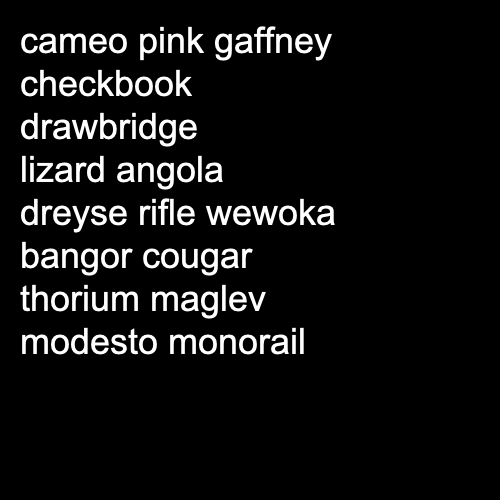 cameo pink gaffney
checkbook
drawbridge
lizard angola
dreyse rifle wewoka
bangor cougar
thorium maglev
modesto monorail